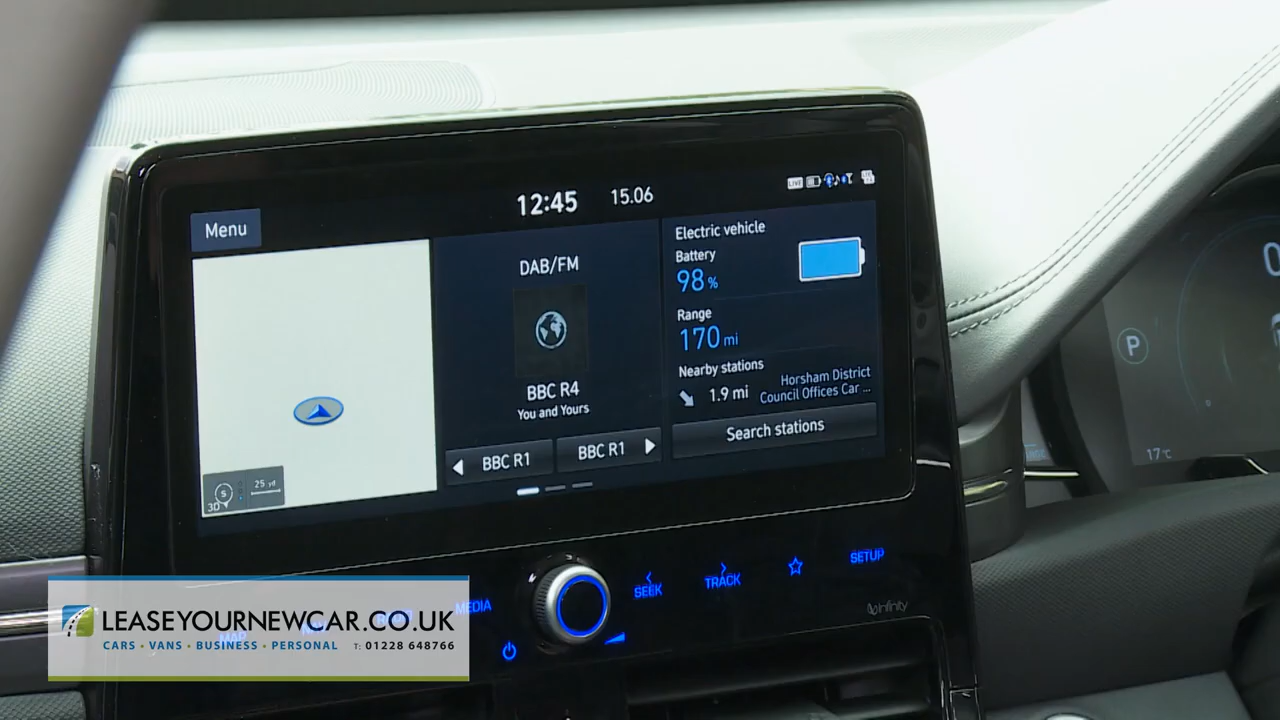 12:45 15.06
LIVE
Menu
DAB/FM
BBC R4
You and Yours
BBC R1
BBC R1
Electric vehicle
Battery
98 %
Range
170 mi
Nearby stations
1.9 mi
Horsham District
Council Offices Car ...
Search stations
S
25 yd
3D
P
17°C
MAP
MEDIA
SEEK
TRACK
SETUP
Infinity
LEASEYOURNEWCAR.CO.UK
CARS • VANS • BUSINESS • PERSONAL T: 01228 648766